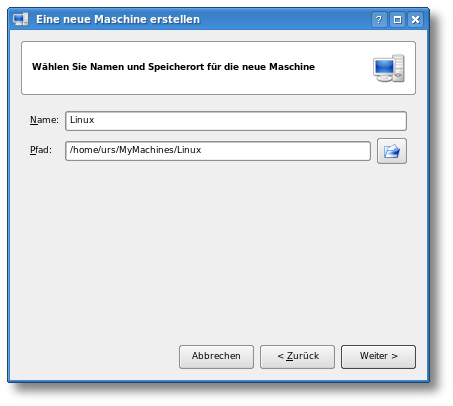 Eine neue Maschine erstellen
Wählen Sie Namen und Speicherort für die neue Maschine
Name: Linux
Pfad: /home/urs/MyMachines/Linux
Abbrechen < Zurück Weiter >